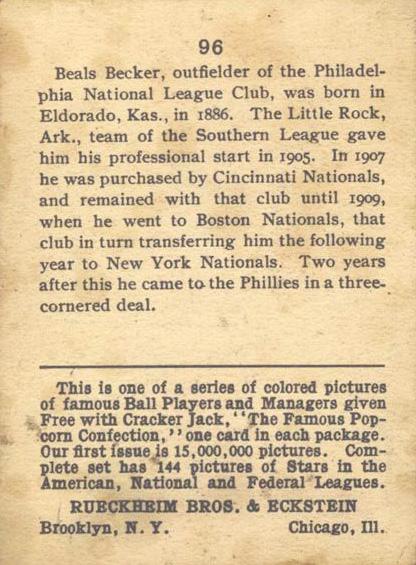 96
Beals Becker, outfielder of the Philadel-
phia National League Club, was born in
Eldorado, Kas., in 1886. The Little Rock,
Ark., team of the Southern League gave
him his professional start in 1905. In 1907
he was purchased by Cincinnati Nationals,
and remained with that club until 1909,
when he went to Boston Nationals, that
club in turn transferring him the following
year to New York Nationals. Two years
after this he came to the Phillies in a three-
cornered deal.
This is one of a series of colored pictures
of famous Ball Players and Managers given
Free with Cracker Jack, "The Famous Pop-
corn Confection," one card in each package.
Our first issue is 15,000,000 pictures. Com-
plete set has 144 pictures of Stars in the
American, National and Federal Leagues.
RUECKHEIM BROS. & ECKSTEIN
Brooklyn, N. Y. Chicago, Ill.